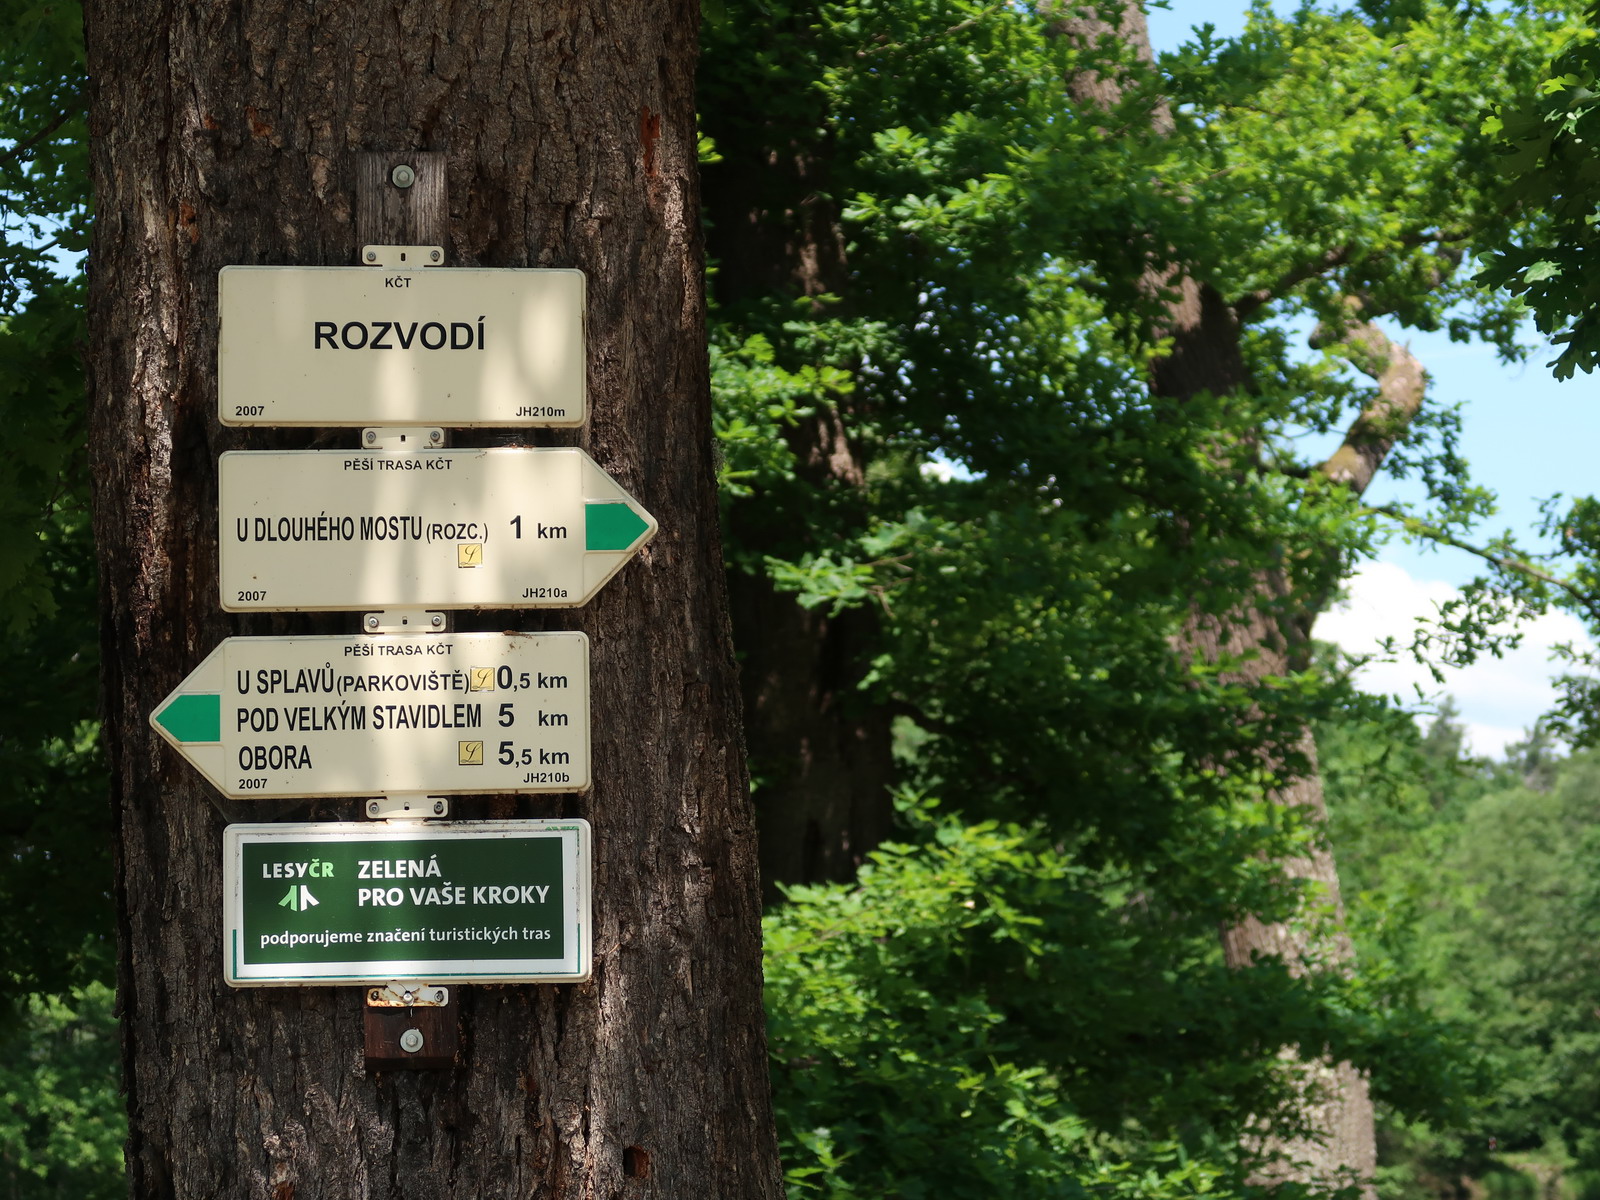 KČT
ROZVODÍ
2007 JH210m
PĚŠÍ TRASA KČT
U DLOUHÉHO MOSTU (ROZC.) 1 km
2007 JH210a
PĚŠÍ TRASA KČT
U SPLAVŮ (PARKOVIŠTĚ) 0,5 km
POD VELKÝM STAVIDLEM 5 km
OBORA 5,5 km
2007 JH210b
LESYČR ZELENÁ
PRO VAŠE KROKY
podporujeme značení turistických tras